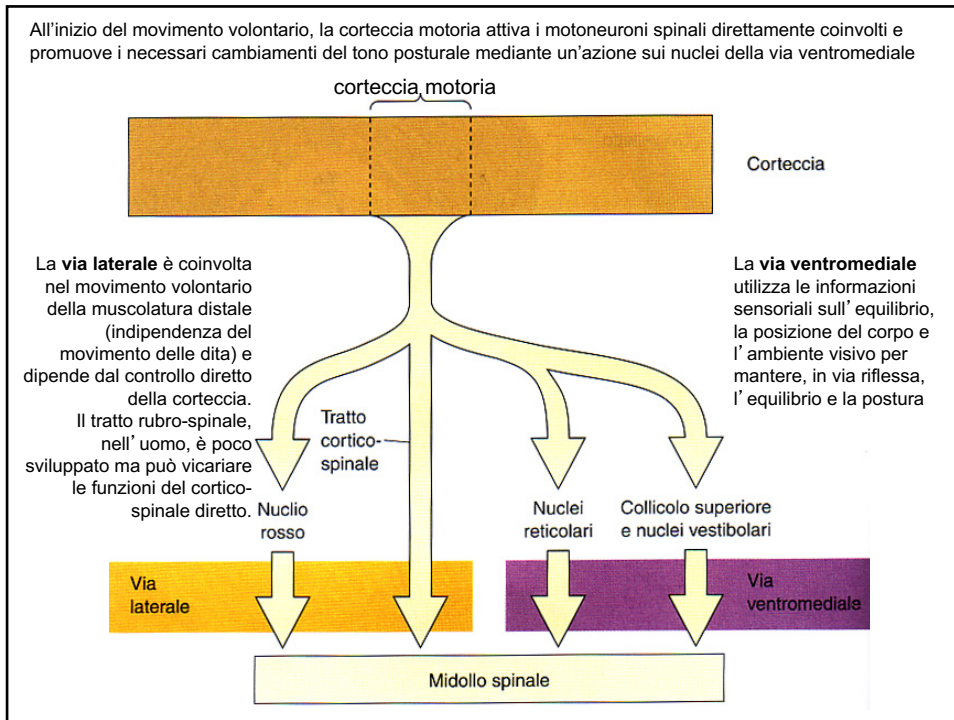 All’inizio del movimento volontario, la corteccia motoria attiva i motoneuroni spinali direttamente coinvolti e
promuove i necessari cambiamenti del tono posturale mediante un’azione sui nuclei della via ventromediale
corteccia motoria
Corteccia
La via laterale è coinvolta
nel movimento volontario
della muscolatura distale
(indipendenza del
movimento delle dita) e
dipende dal controllo diretto
della corteccia.
Il tratto rubro-spinale,
nell’uomo, è poco
sviluppato ma può vicariare
le funzioni del cortico-
spinale diretto.
La via ventromediale
utilizza le informazioni
sensoriali sull’equilibrio,
la posizione del corpo e
l’ambiente visivo per
mantere, in via riflessa,
l’equilibrio e la postura
Tratto
cortico-
spinale
Nuclio
rosso
Nuclei
reticolari
Collicolo superiore
e nuclei vestibolari
Via
laterale
Via
ventromediale
Midollo spinale